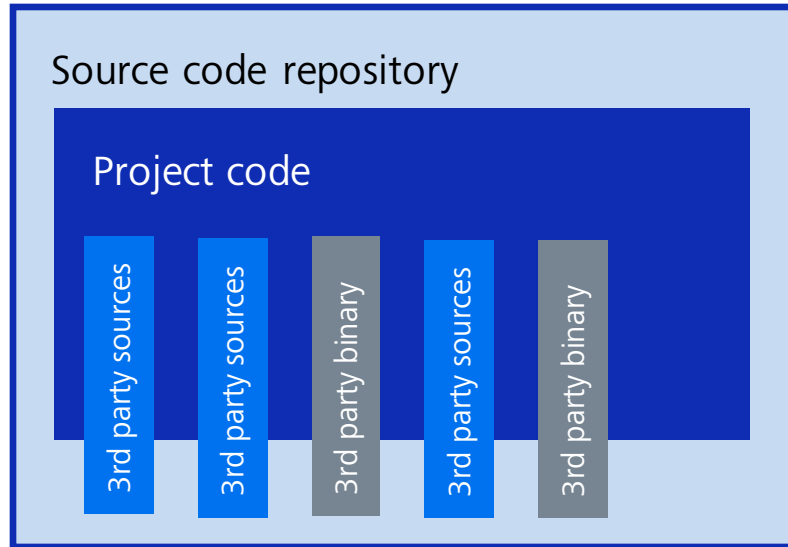 Source code repository
Project code
3rd party sources
3rd party sources
3rd party binary
3rd party sources
3rd party binary